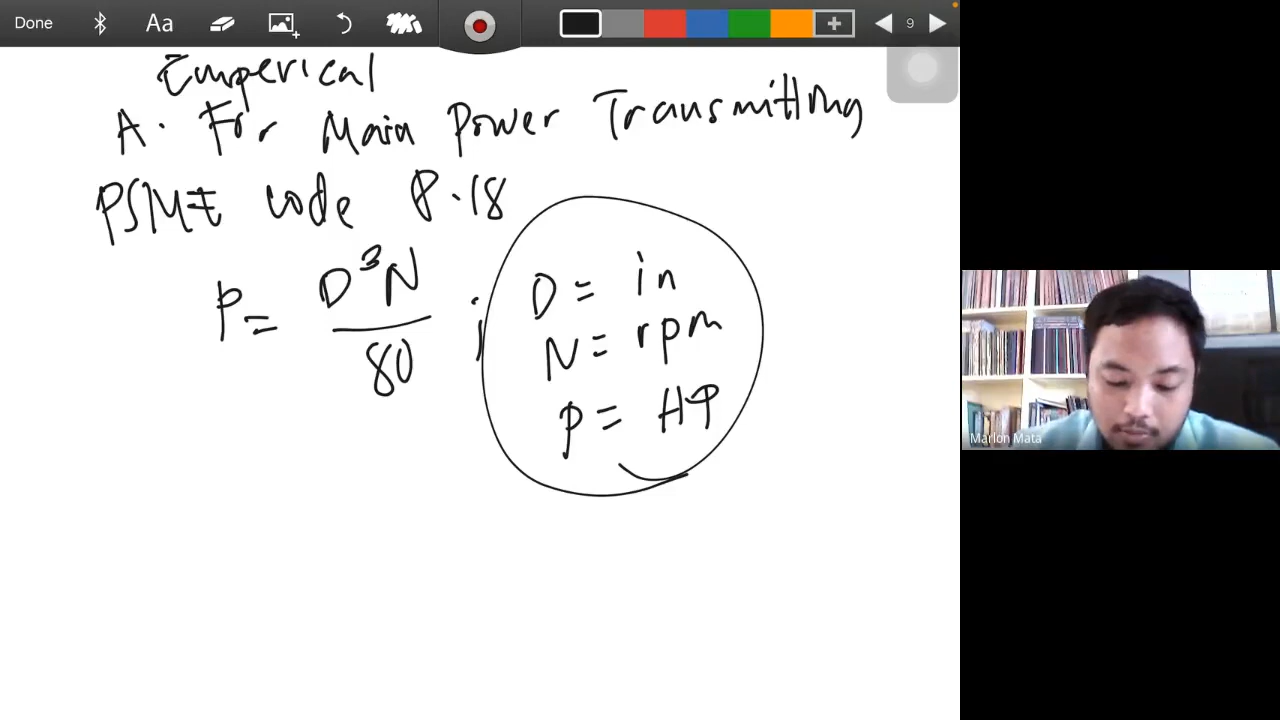 Done Aa 9
Emperical
A. For Main Power Transmitting
PSME code P.18
P = D³N / 80 ; D = in
N = rpm
P = HP
Marlon Mata